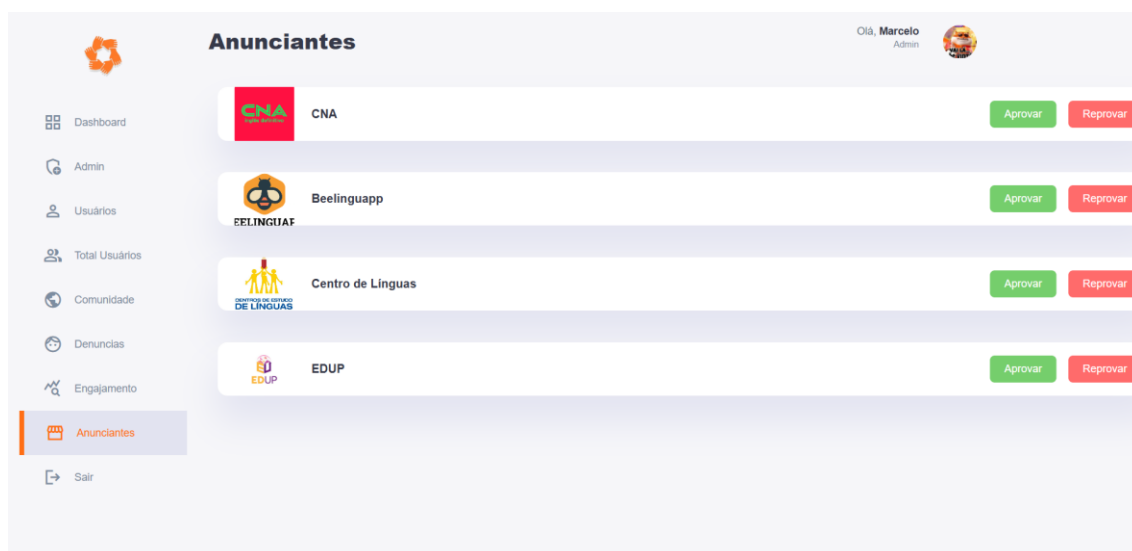 Anunciantes
Olá, Marcelo
Admin
Dashboard
Admin
Usuários
Total Usuários
Comunidade
Denuncias
Engajamento
Anunciantes
Sair
CNA
CNA
Aprovar
Reprovar
EELINGUAF
Beelinguapp
Aprovar
Reprovar
CENTROS DE ESTUDO
DE LÍNGUAS
Centro de Línguas
Aprovar
Reprovar
EDUP
EDUP
Aprovar
Reprovar